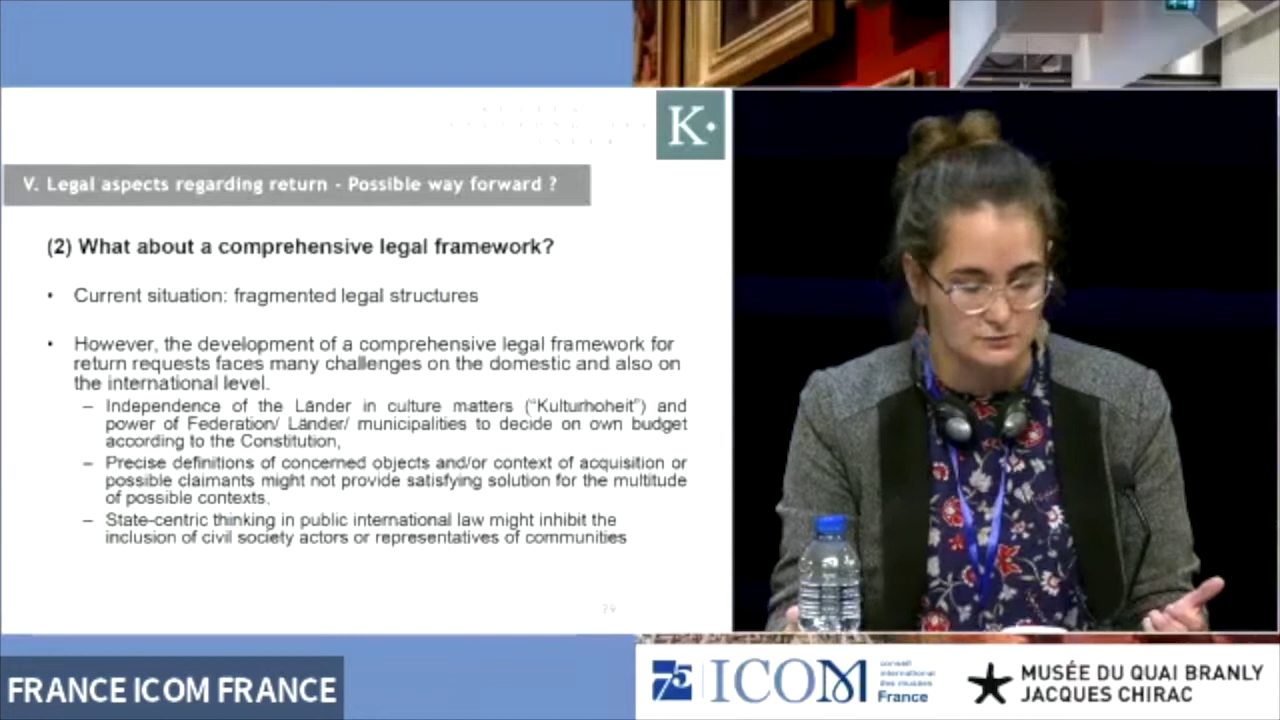 K·
V. Legal aspects regarding return - Possible way forward ?
(2) What about a comprehensive legal framework?
• Current situation: fragmented legal structures
• However, the development of a comprehensive legal framework for
return requests faces many challenges on the domestic and also on
the international level.
– Independence of the Länder in culture matters (“Kulturhoheit”) and
power of Federation/ Länder/ municipalities to decide on own budget
according to the Constitution,
– Precise definitions of concerned objects and/or context of acquisition or
possible claimants might not provide satisfying solution for the multitude
of possible contexts.
– State-centric thinking in public international law might inhibit the
inclusion of civil society actors or representatives of communities
FRANCE ICOM FRANCE
75
ICOM
conseil
international
des musées
France
MUSÉE DU QUAI BRANLY
JACQUES CHIRAC